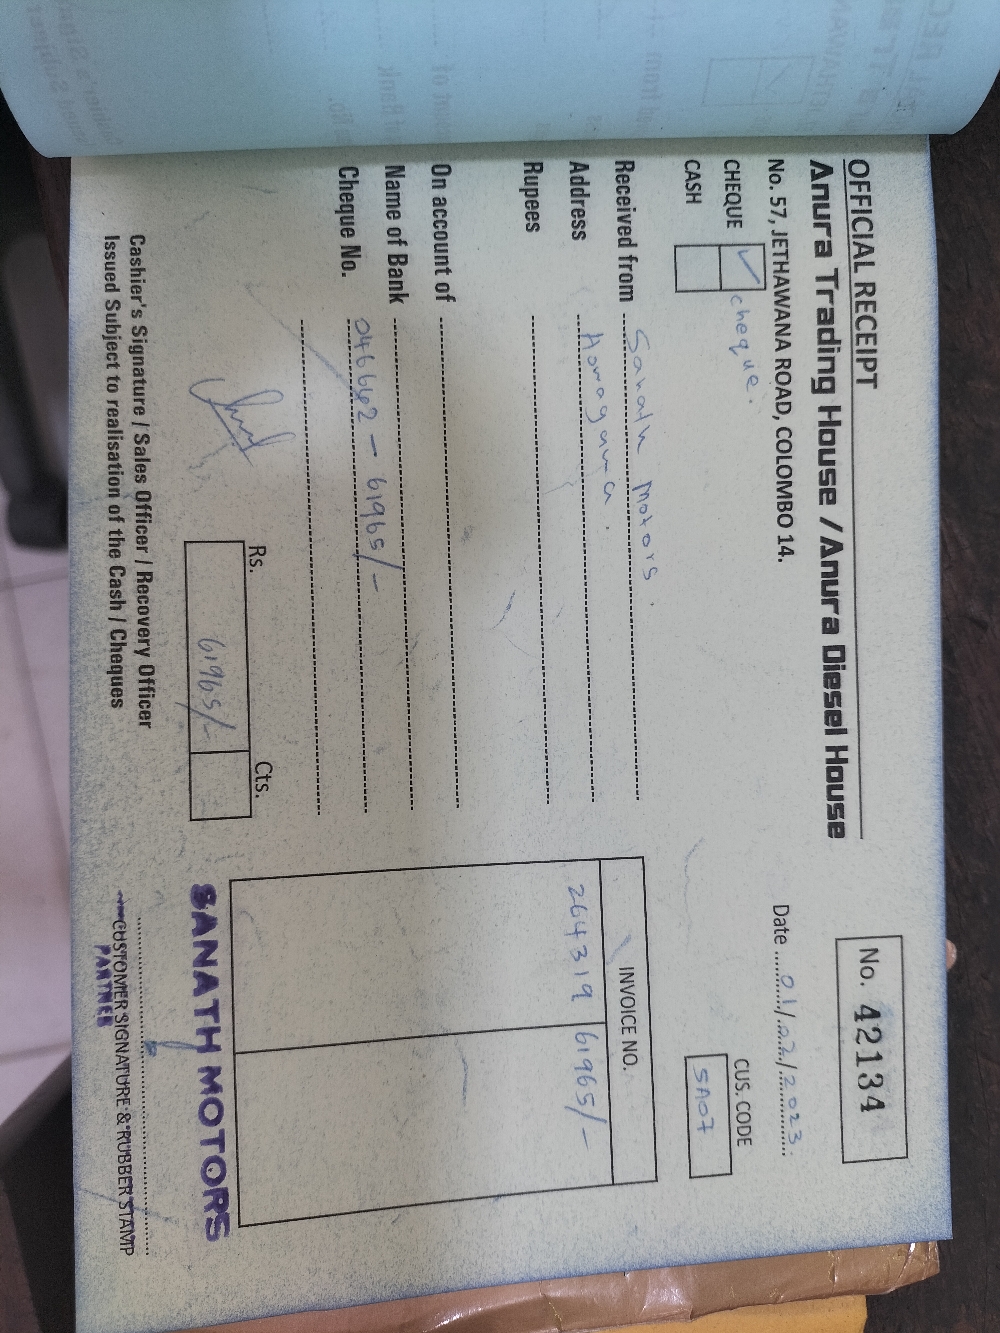 OFFICIAL RECEIPT
Anura Trading House / Anura Diesel House
No. 57, JETHAWANA ROAD, COLOMBO 14.
No. 42134
Date 01/02/2023
CHEQUE ✓ cheque.
CASH
CUS. CODE
SA07
Received from Sanath Motors.
Address Homagama.
Rupees
On account of
Name of Bank
Cheque No. 046662 - 61965/-
INVOICE NO.
264319 61965/-
Rs. Cts.
61965/-
Cashier's Signature / Sales Officer / Recovery Officer
Issued Subject to realisation of the Cash / Cheques
SANATH MOTORS
CUSTOMER SIGNATURE & RUBBER STAMP
PARTNER